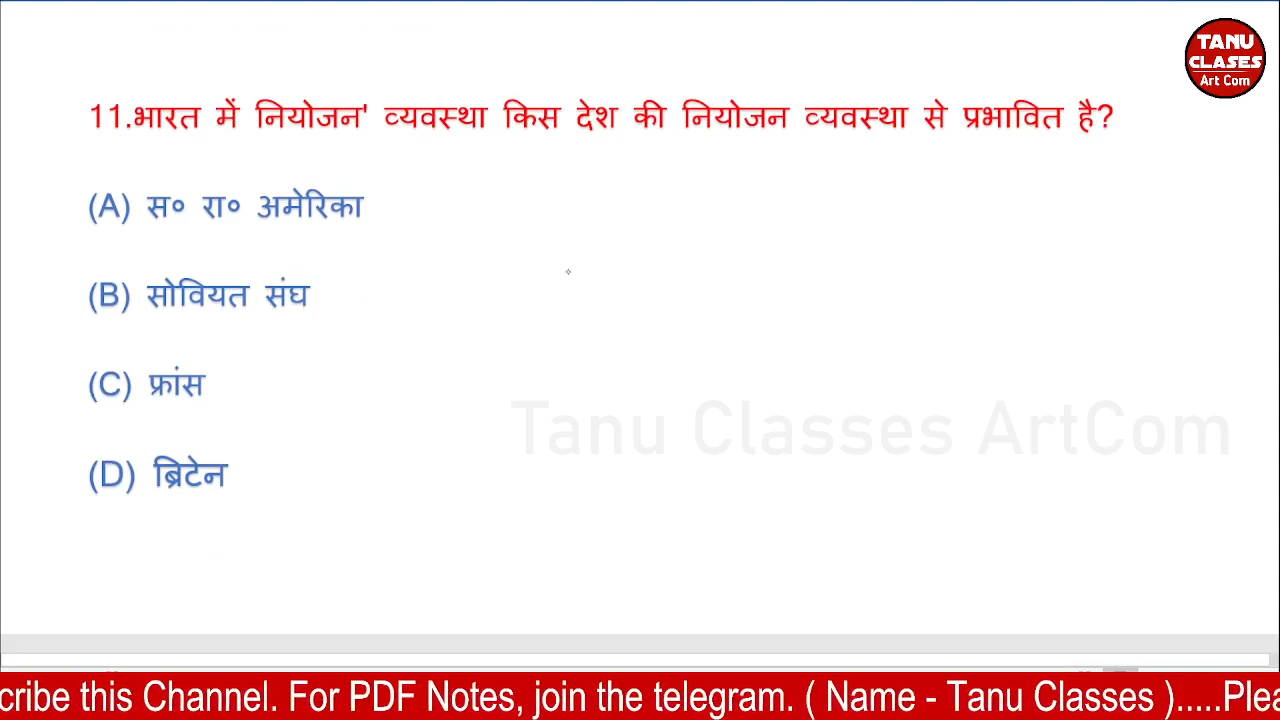 TANU
CLASES
Art Com
11.भारत में नियोजन' व्यवस्था किस देश की नियोजन व्यवस्था से प्रभावित है?
(A) स० रा० अमेरिका
(B) सोवियत संघ
(C) फ्रांस
(D) ब्रिटेन
Tanu Classes ArtCom
cribe this Channel. For PDF Notes, join the telegram. ( Name - Tanu Classes ).....Plea